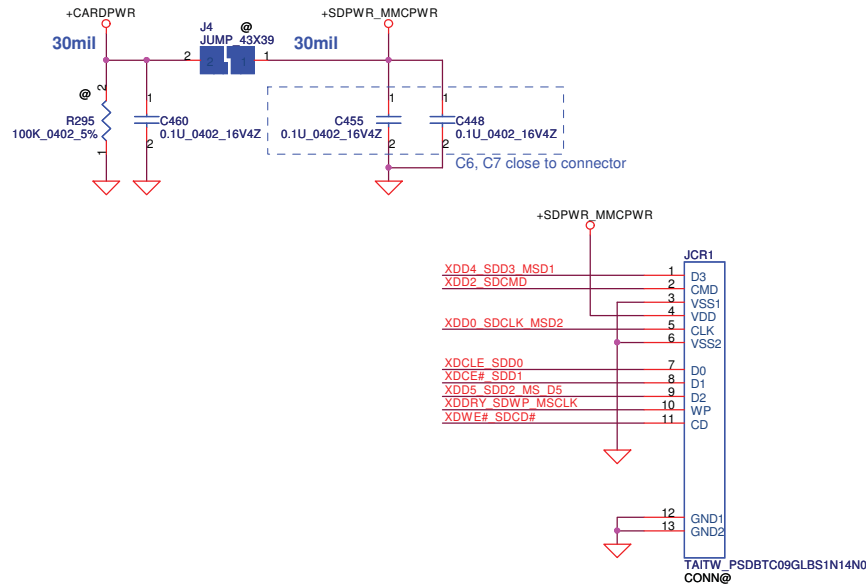 +CARDPWR
+SDPWR_MMCPWR
J4
@
JUMP_43X39
30mil
2
2
1
1
30mil
@
2
R295
100K_0402_5%
1
1
C460
0.1U_0402_16V4Z
2
1
C455
0.1U_0402_16V4Z
2
1
C448
0.1U_0402_16V4Z
2
C6, C7 close to connector
+SDPWR_MMCPWR
JCR1
XDD4_SDD3_MSD1 1 D3
XDD2_SDCMD 2 CMD
3 VSS1
4 VDD
XDD0_SDCLK_MSD2 5 CLK
6 VSS2
XDCLE_SDD0 7 D0
XDCE#_SDD1 8 D1
XDD5_SDD2_MS_D5 9 D2
XDDRY_SDWP_MSCLK 10 WP
XDWE#_SDCD# 11 CD
12 GND1
13 GND2
TAITW_PSDBTC09GLBS1N14N0
CONN@